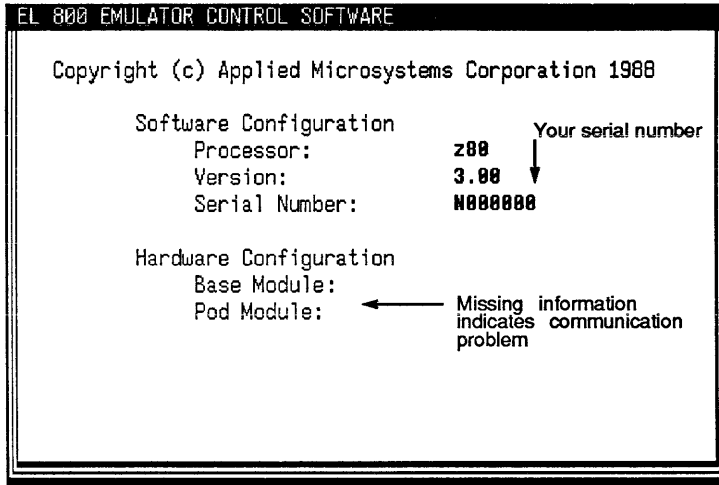 EL 800 EMULATOR CONTROL SOFTWARE
Copyright (c) Applied Microsystems Corporation 1988
Software Configuration
Your serial number
Processor: z80
Version: 3.00
Serial Number: N000000
Hardware Configuration
Base Module:
Pod Module:
Missing information
indicates communication
problem